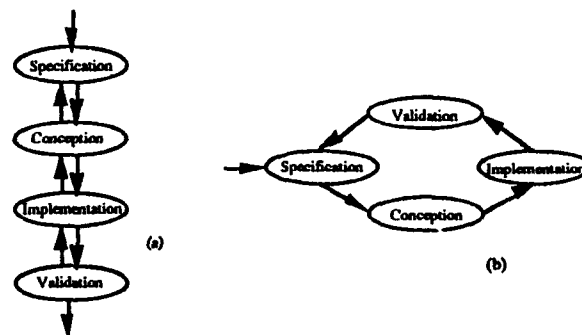 Specification
Conception
Implementation
(a)
Validation
Validation
Specification
Implementation
Conception
(b)